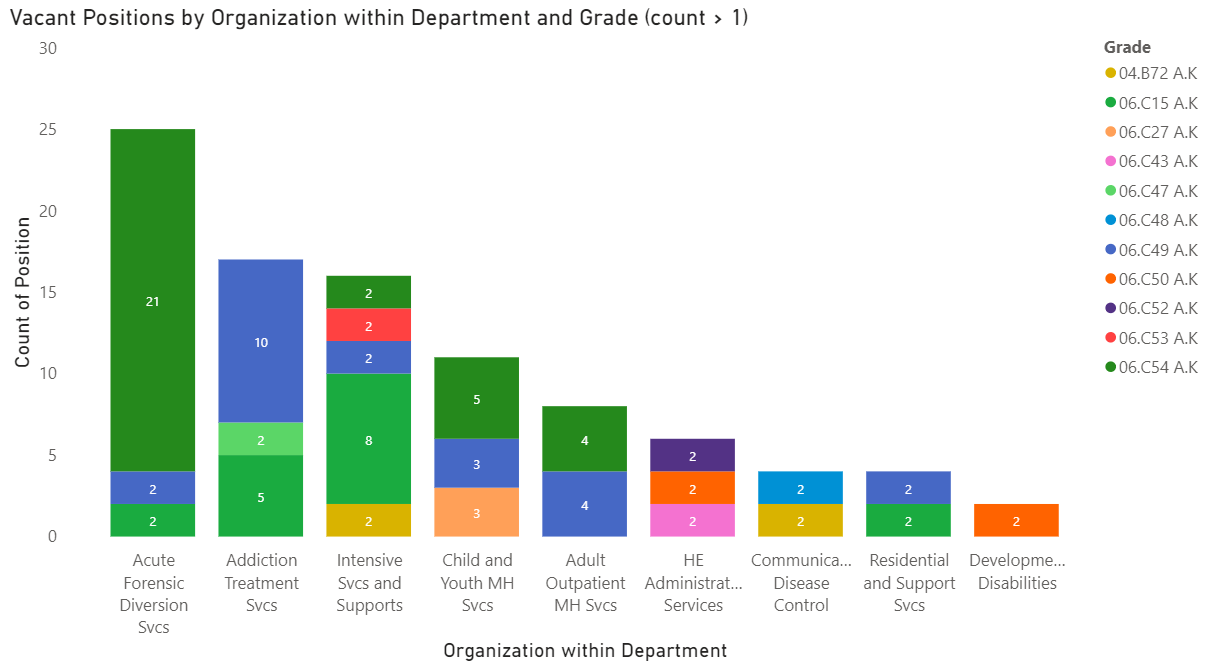 Vacant Positions by Organization within Department and Grade (count > 1)
Grade
04.B72 A.K
06.C15 A.K
06.C27 A.K
06.C43 A.K
06.C47 A.K
06.C48 A.K
06.C49 A.K
06.C50 A.K
06.C52 A.K
06.C53 A.K
06.C54 A.K
Count of Position
30
25
20
15
10
5
0
21
2
2
10
2
5
2
2
2
8
2
5
3
3
4
4
2
2
2
2
2
2
2
2
Acute
Forensic
Diversion
Svcs
Addiction
Treatment
Svcs
Intensive
Svcs and
Supports
Child and
Youth MH
Svcs
Adult
Outpatient
MH Svcs
HE
Administrat...
Services
Communica...
Disease
Control
Residential
and Support
Svcs
Developme...
Disabilities
Organization within Department